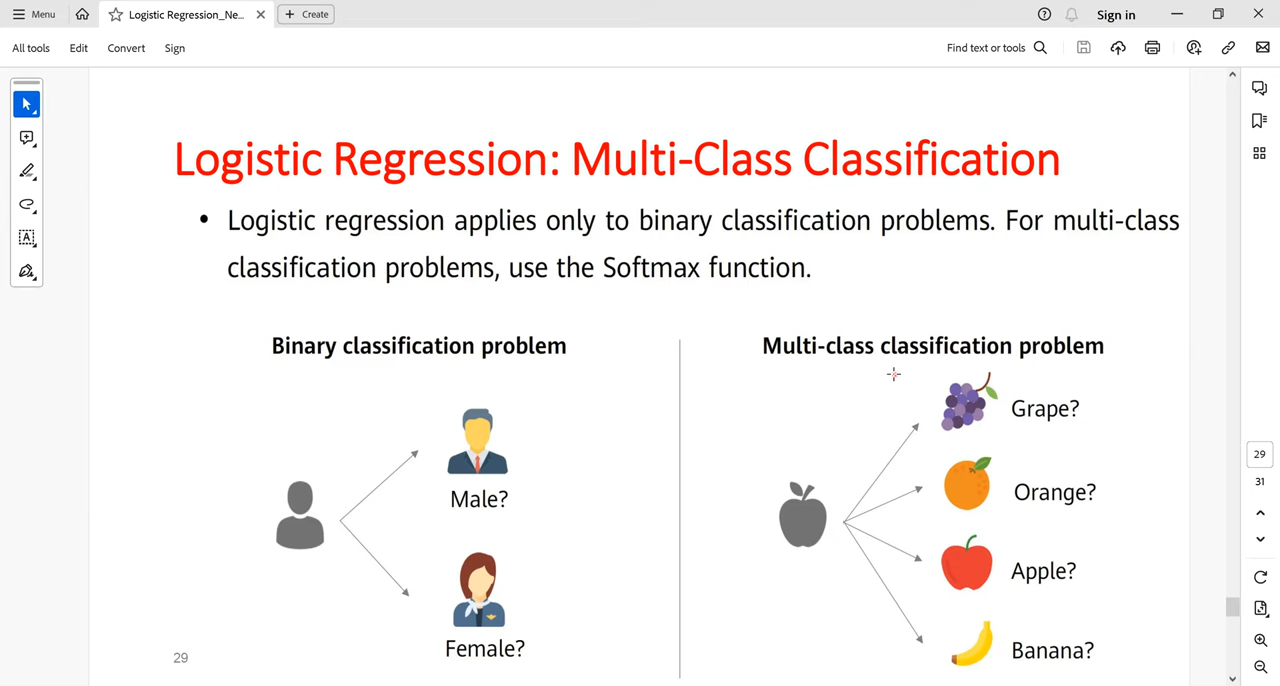 Menu
Logistic Regression_Ne...
Create
Sign in
All tools
Edit
Convert
Sign
Find text or tools
Logistic Regression: Multi-Class Classification
• Logistic regression applies only to binary classification problems. For multi-class
classification problems, use the Softmax function.
Binary classification problem
Male?
Female?
Multi-class classification problem
Grape?
Orange?
Apple?
Banana?
29
29
31